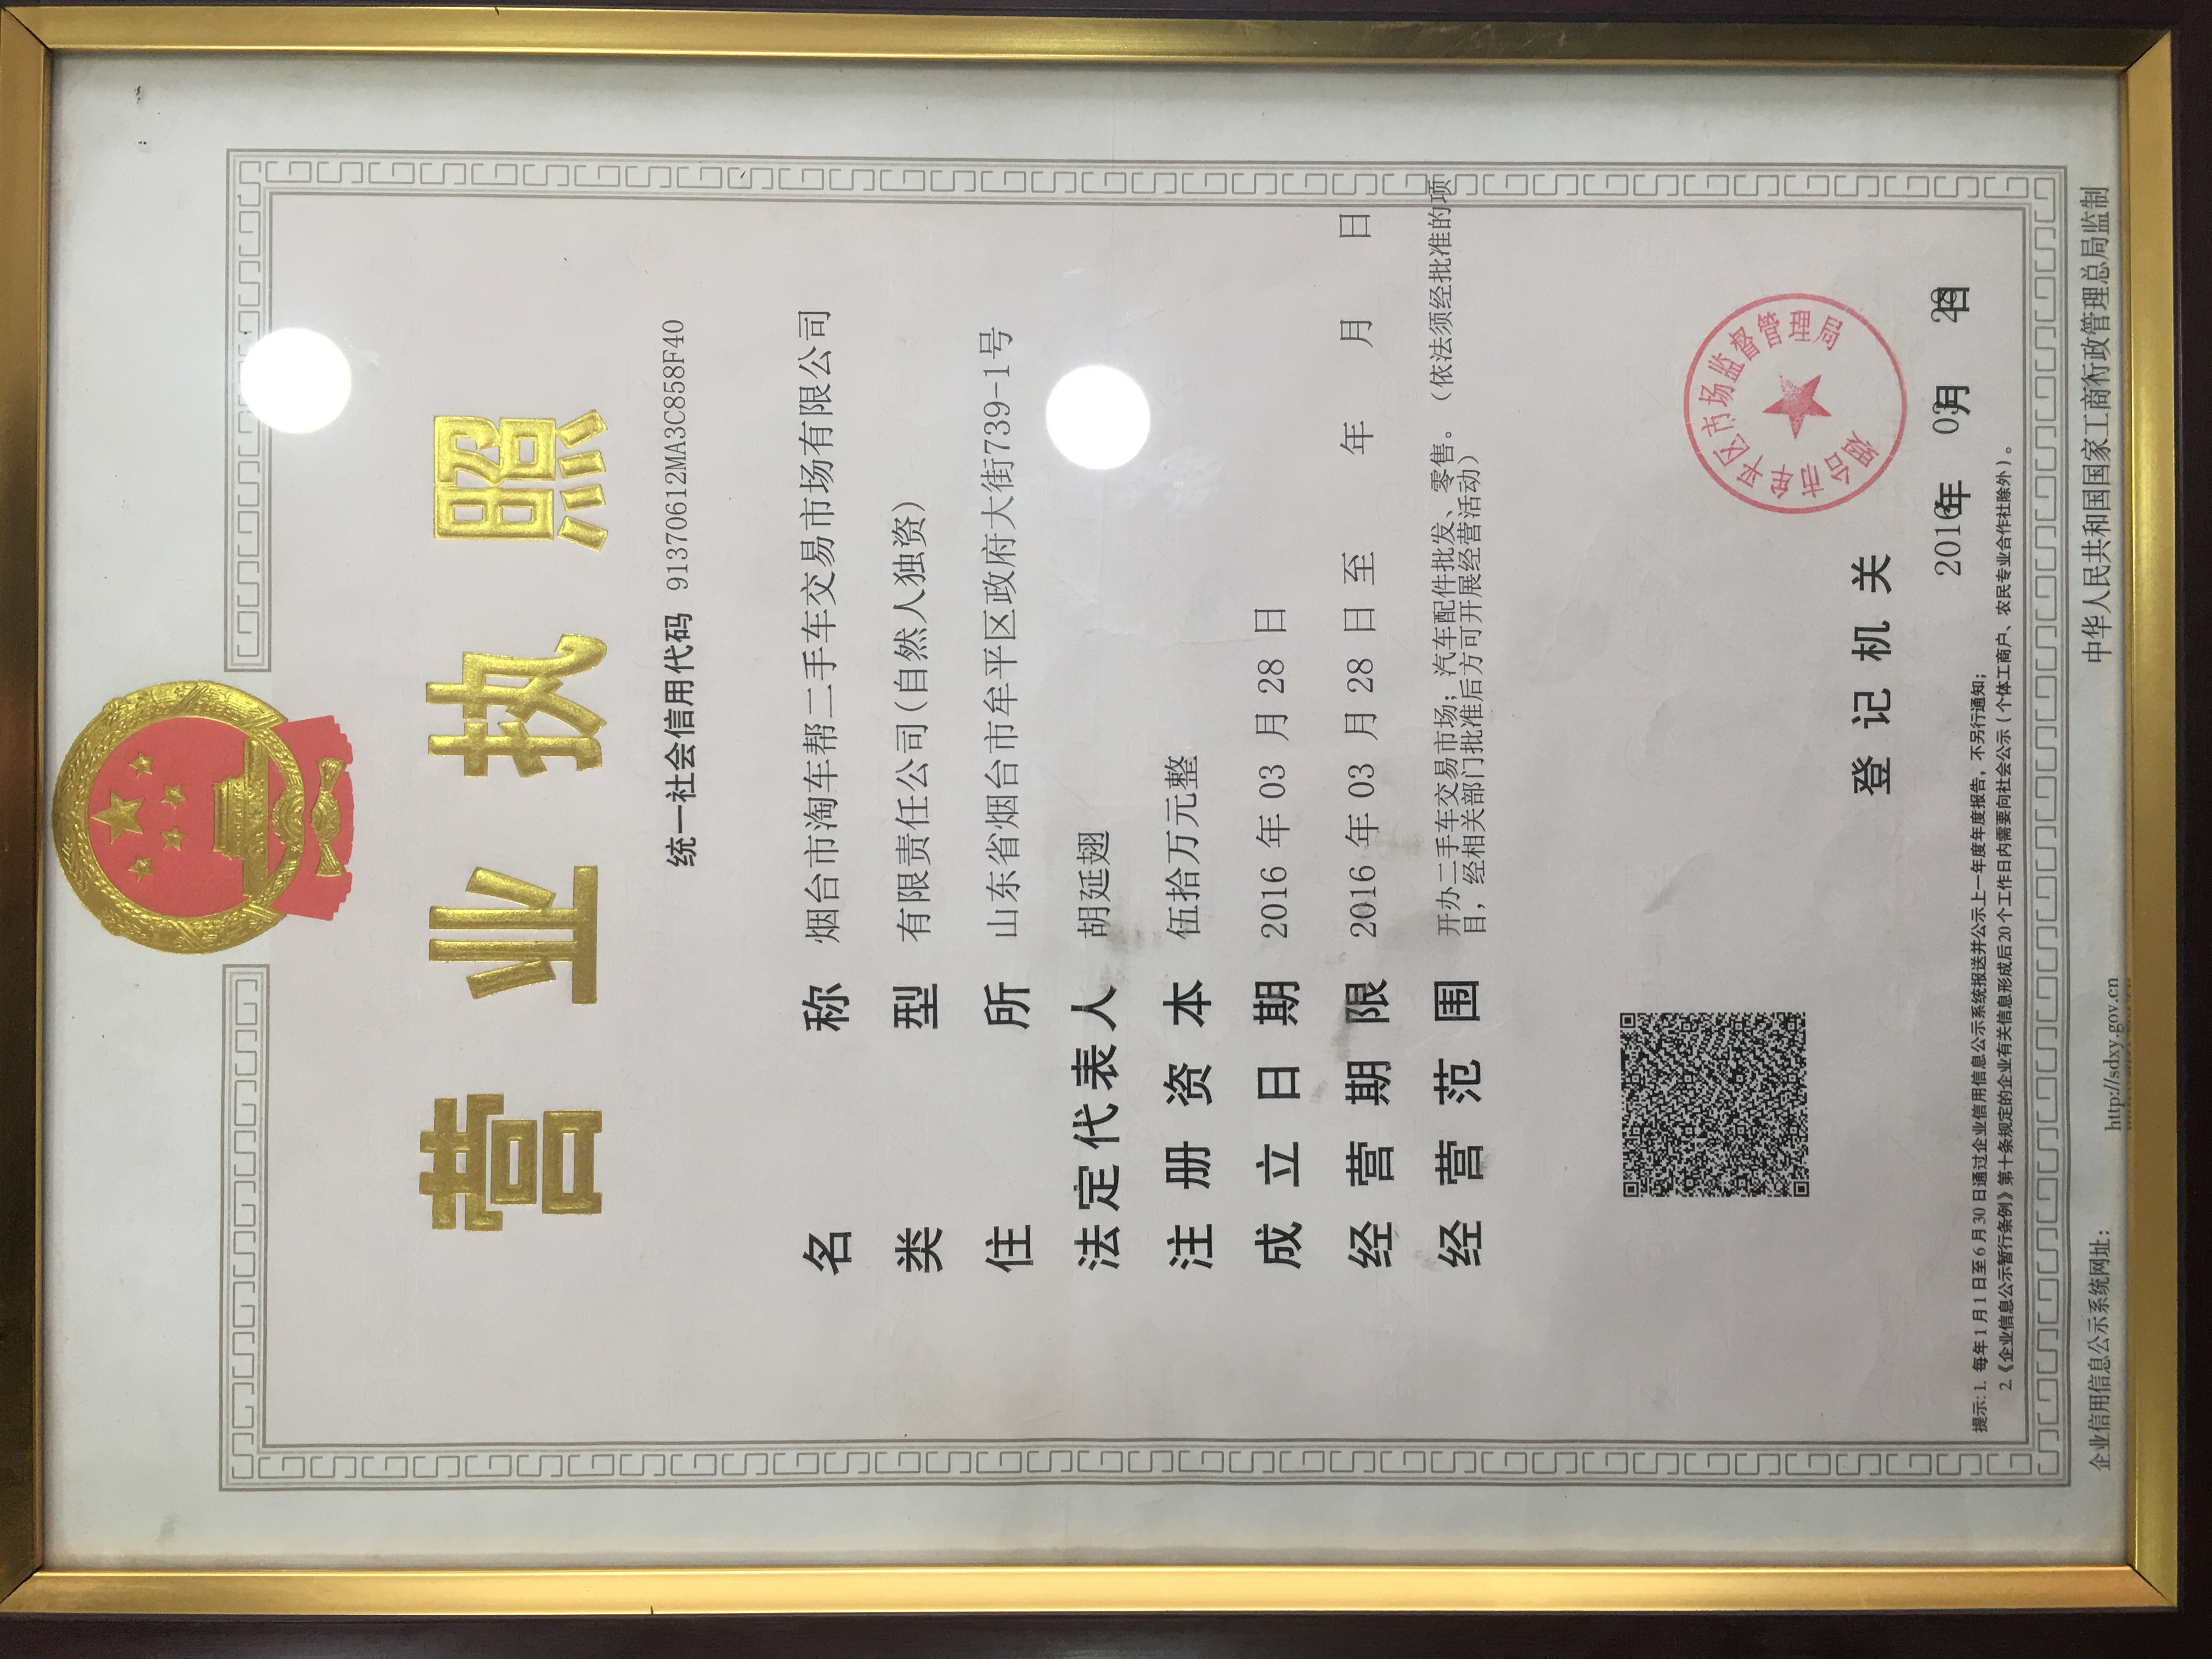 营业执照
统一社会信用代码 91370612MA3C858F40
名称 烟台市淘车帮二手车交易市场有限公司
类型 有限责任公司(自然人独资)
住所 山东省烟台市牟平区政府大街739-1号
法定代表人 胡延翅
注册资本 伍拾万元整
成立日期 2016 年 03 月 28 日
经营期限 2016 年 03 月 28 日 至 年 月 日
经营范围 开办二手车交易市场；汽车配件批发、零售。（依法须经批准的项
目，经相关部门批准后方可开展经营活动）
烟台市牟平区市场监督管理局
登记机关
2016年 03月 28日
提示：1. 每年1月1日至6月30日通过企业信用信息公示系统报送并公示上一年度年度报告，不另行通知；
2.《企业信息公示暂行条例》第十条规定的企业有关信息形成后20个工作日内需要向社会公示（个体工商户、农民专业合作社除外）。
企业信用信息公示系统网址： http://sdxy.gov.cn
中华人民共和国国家工商行政管理总局监制